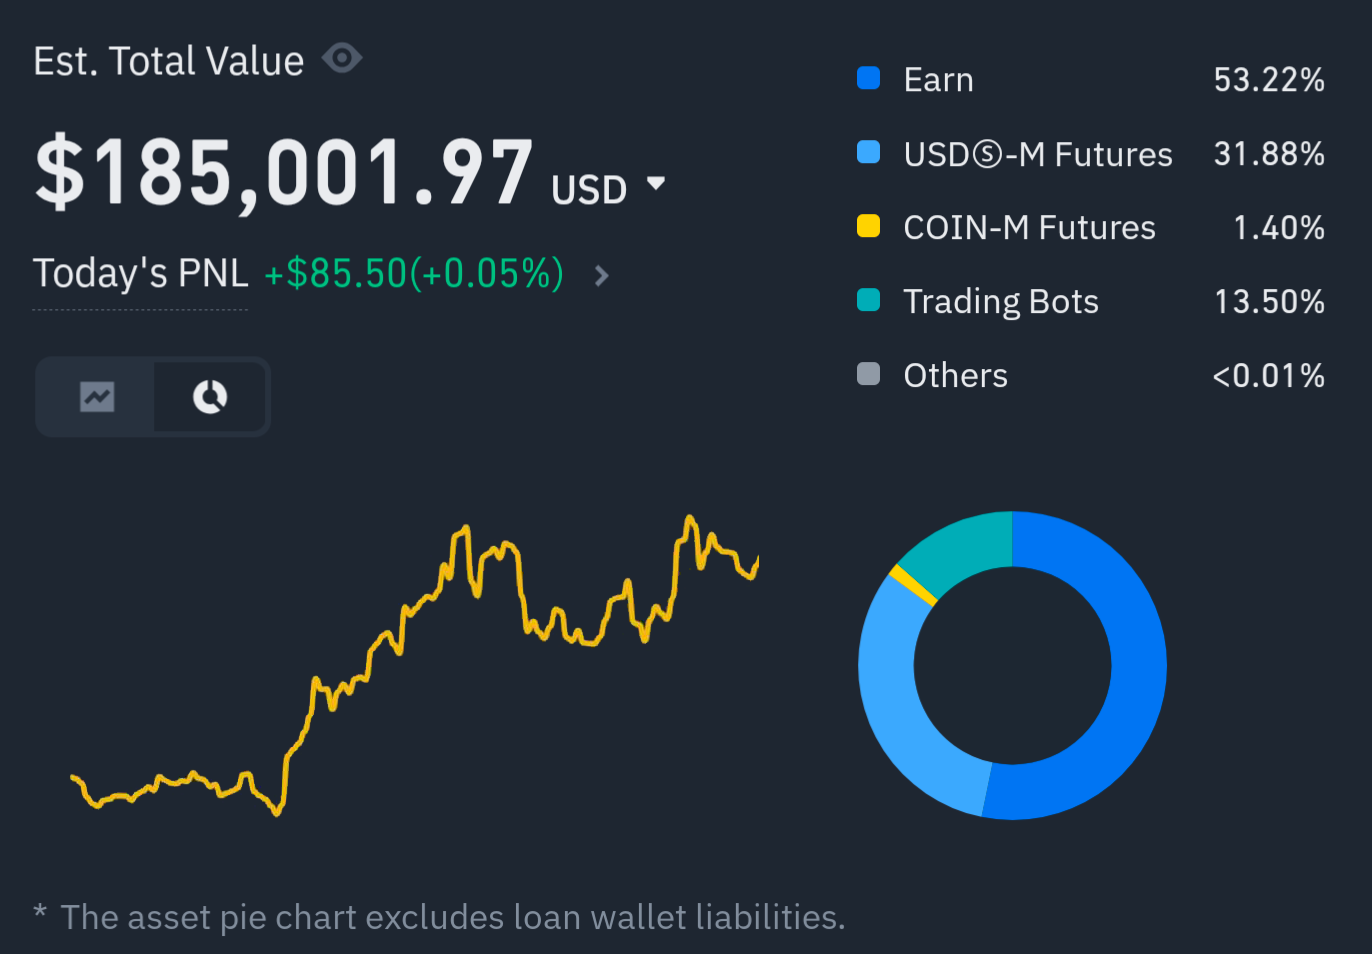 Est. Total Value
$185,001.97 USD
Today's PNL +$85.50(+0.05%)
Earn 53.22%
USDⓈ-M Futures 31.88%
COIN-M Futures 1.40%
Trading Bots 13.50%
Others <0.01%
* The asset pie chart excludes loan wallet liabilities.